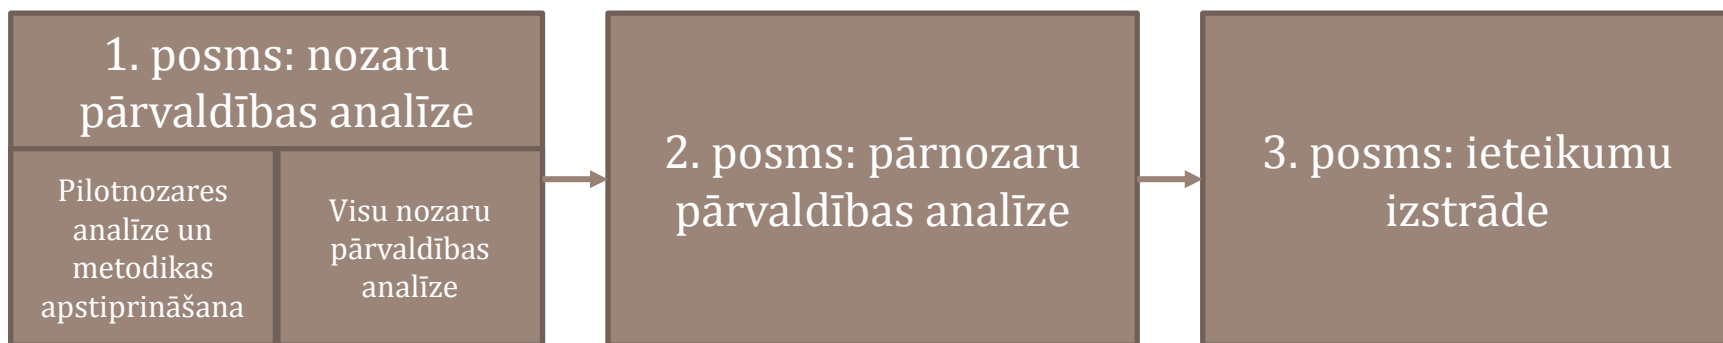 1. posms: nozaru
pārvaldības analīze
Pilotnozares
analīze un
metodikas
apstiprināšana
Visu nozaru
pārvaldības
analīze
2. posms: pārnozaru
pārvaldības analīze
3. posms: ieteikumu
izstrāde